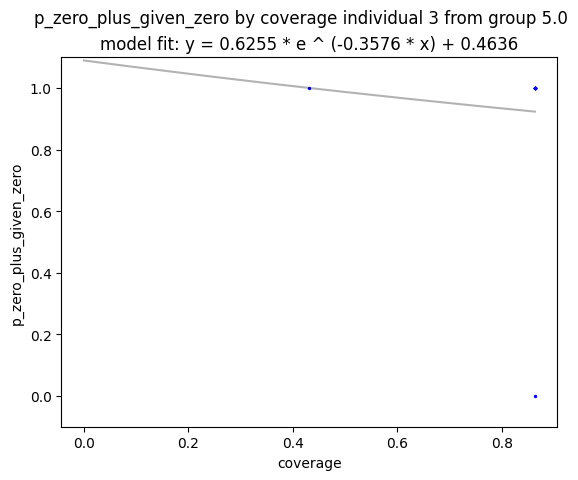 p_zero_plus_given_zero by coverage individual 3 from group 5.0
model fit: y = 0.6255 * e ^ (-0.3576 * x) + 0.4636
1.0
0.8
0.6
0.4
0.2
0.0
p_zero_plus_given_zero
0.0 0.2 0.4 0.6 0.8
coverage